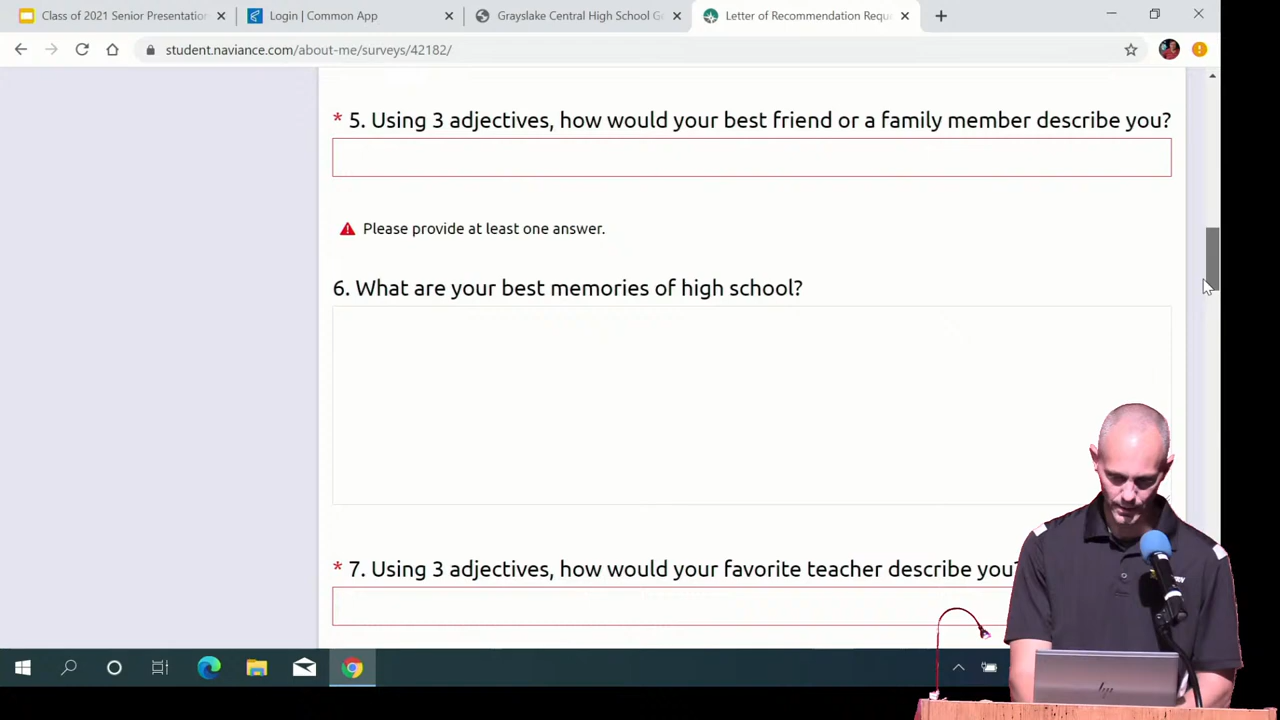 Class of 2021 Senior Presentation
Login | Common App
Grayslake Central High School G
Letter of Recommendation Requ
student.naviance.com/about-me/surveys/42182/
* 5. Using 3 adjectives, how would your best friend or a family member describe you?
Please provide at least one answer.
6. What are your best memories of high school?
* 7. Using 3 adjectives, how would your favorite teacher describe you?
hp